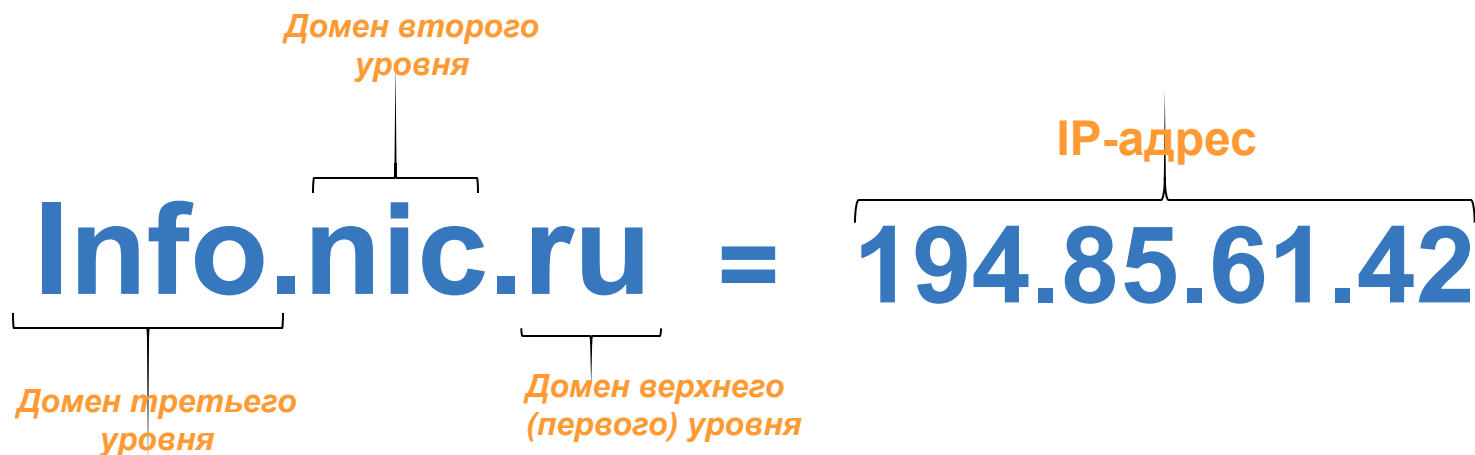 Домен второго
уровня
IP-адрес
Info.nic.ru = 194.85.61.42
Домен третьего
уровня
Домен верхнего
(первого) уровня